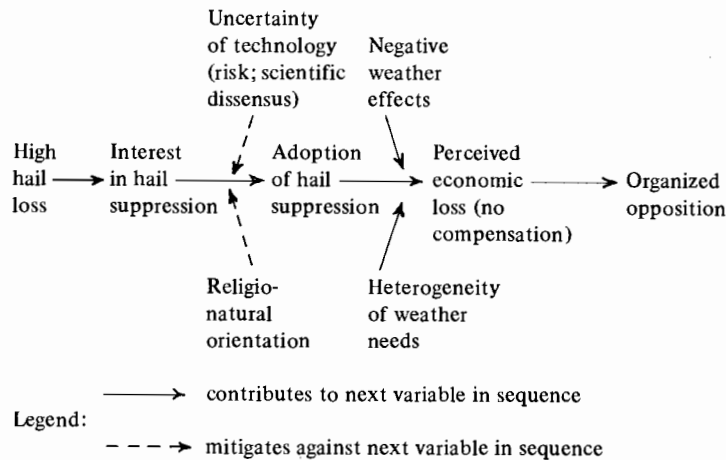 Uncertainty
of technology
(risk; scientific
dissensus)
Negative
weather
effects
High
hail
loss
Interest
in hail
suppression
Adoption
of hail
suppression
Perceived
economic
loss (no
compensation)
Organized
opposition
Religio-
natural
orientation
Heterogeneity
of weather
needs
Legend:
contributes to next variable in sequence
mitigates against next variable in sequence